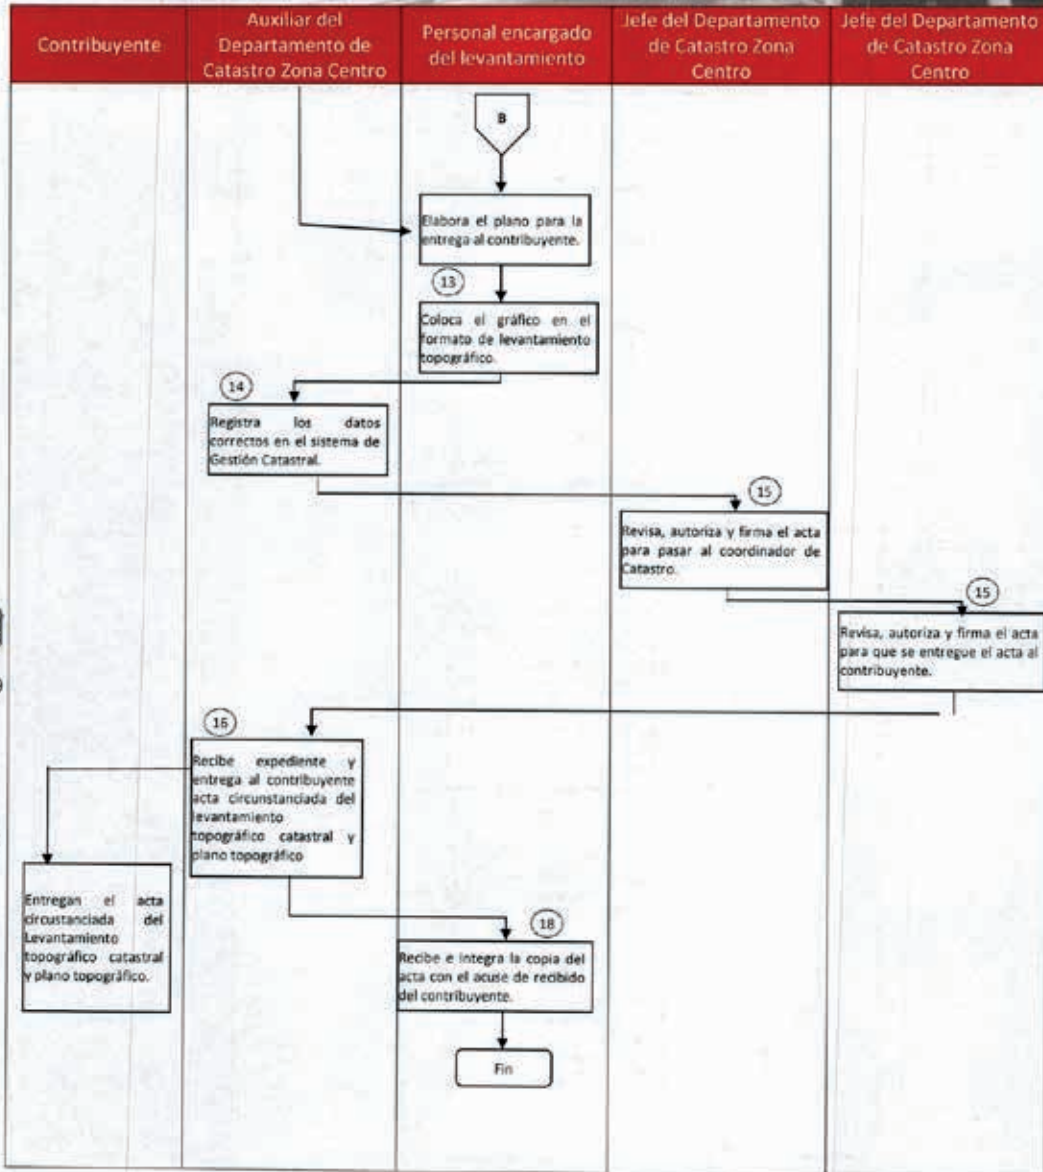 Contribuyente
Auxiliar del
Departamento de
Catastro Zona Centro
Personal encargado
del levantamiento
Jefe del Departamento
de Catastro Zona
Centro
Jefe del Departamento
de Catastro Zona
Centro
B
Elabora el plano para la
entrega al contribuyente.
13
Coloca el gráfico en el
formato de levantamiento
topográfico.
14
Registra los datos
correctos en el sistema de
Gestión Catastral.
15
Revisa, autoriza y firma el acta
para pasar al coordinador de
Catastro.
15
Revisa, autoriza y firma el acta
para que se entregue el acta al
contribuyente.
16
Recibe expediente y
entrega al contribuyente
acta circunstanciada del
levantamiento
topográfico catastral y
plano topográfico
Entregan el acta
circustanciada del
Levantamiento
topográfico catastral
y plano topográfico.
18
Recibe e integra la copia del
acta con el acuse de recibido
del contribuyente.
Fin